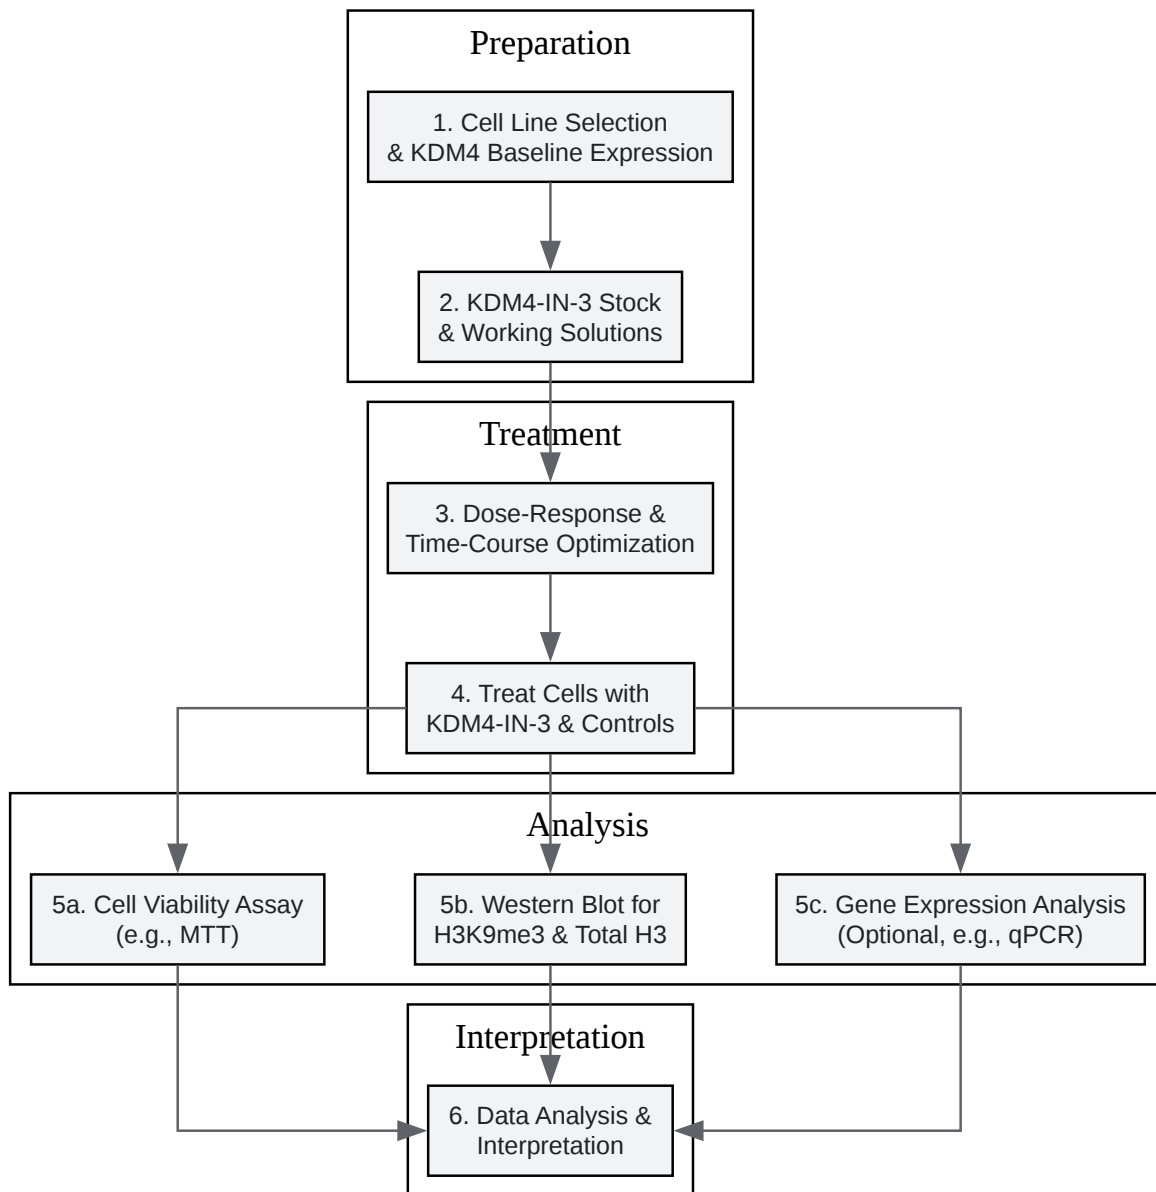 Preparation
1. Cell Line Selection
& KDM4 Baseline Expression
2. KDM4-IN-3 Stock
& Working Solutions
Treatment
3. Dose-Response &
Time-Course Optimization
4. Treat Cells with
KDM4-IN-3 & Controls
Analysis
5a. Cell Viability Assay
(e.g., MTT)
5b. Western Blot for
H3K9me3 & Total H3
5c. Gene Expression Analysis
(Optional, e.g., qPCR)
Interpretation
6. Data Analysis &
Interpretation